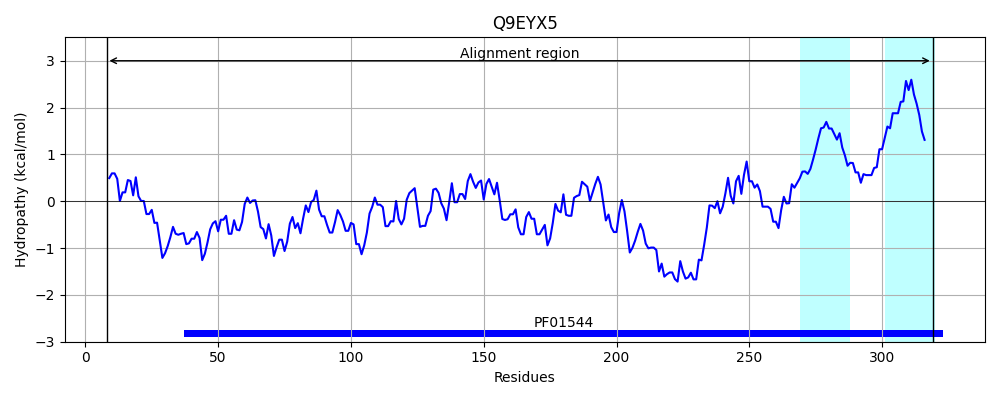 Q9EYX5
Alignment region
3
2
1
0
−1
−2
−3
Hydropathy (kcal/mol)
PF01544
0 50 100 150 200 250 300
Residues